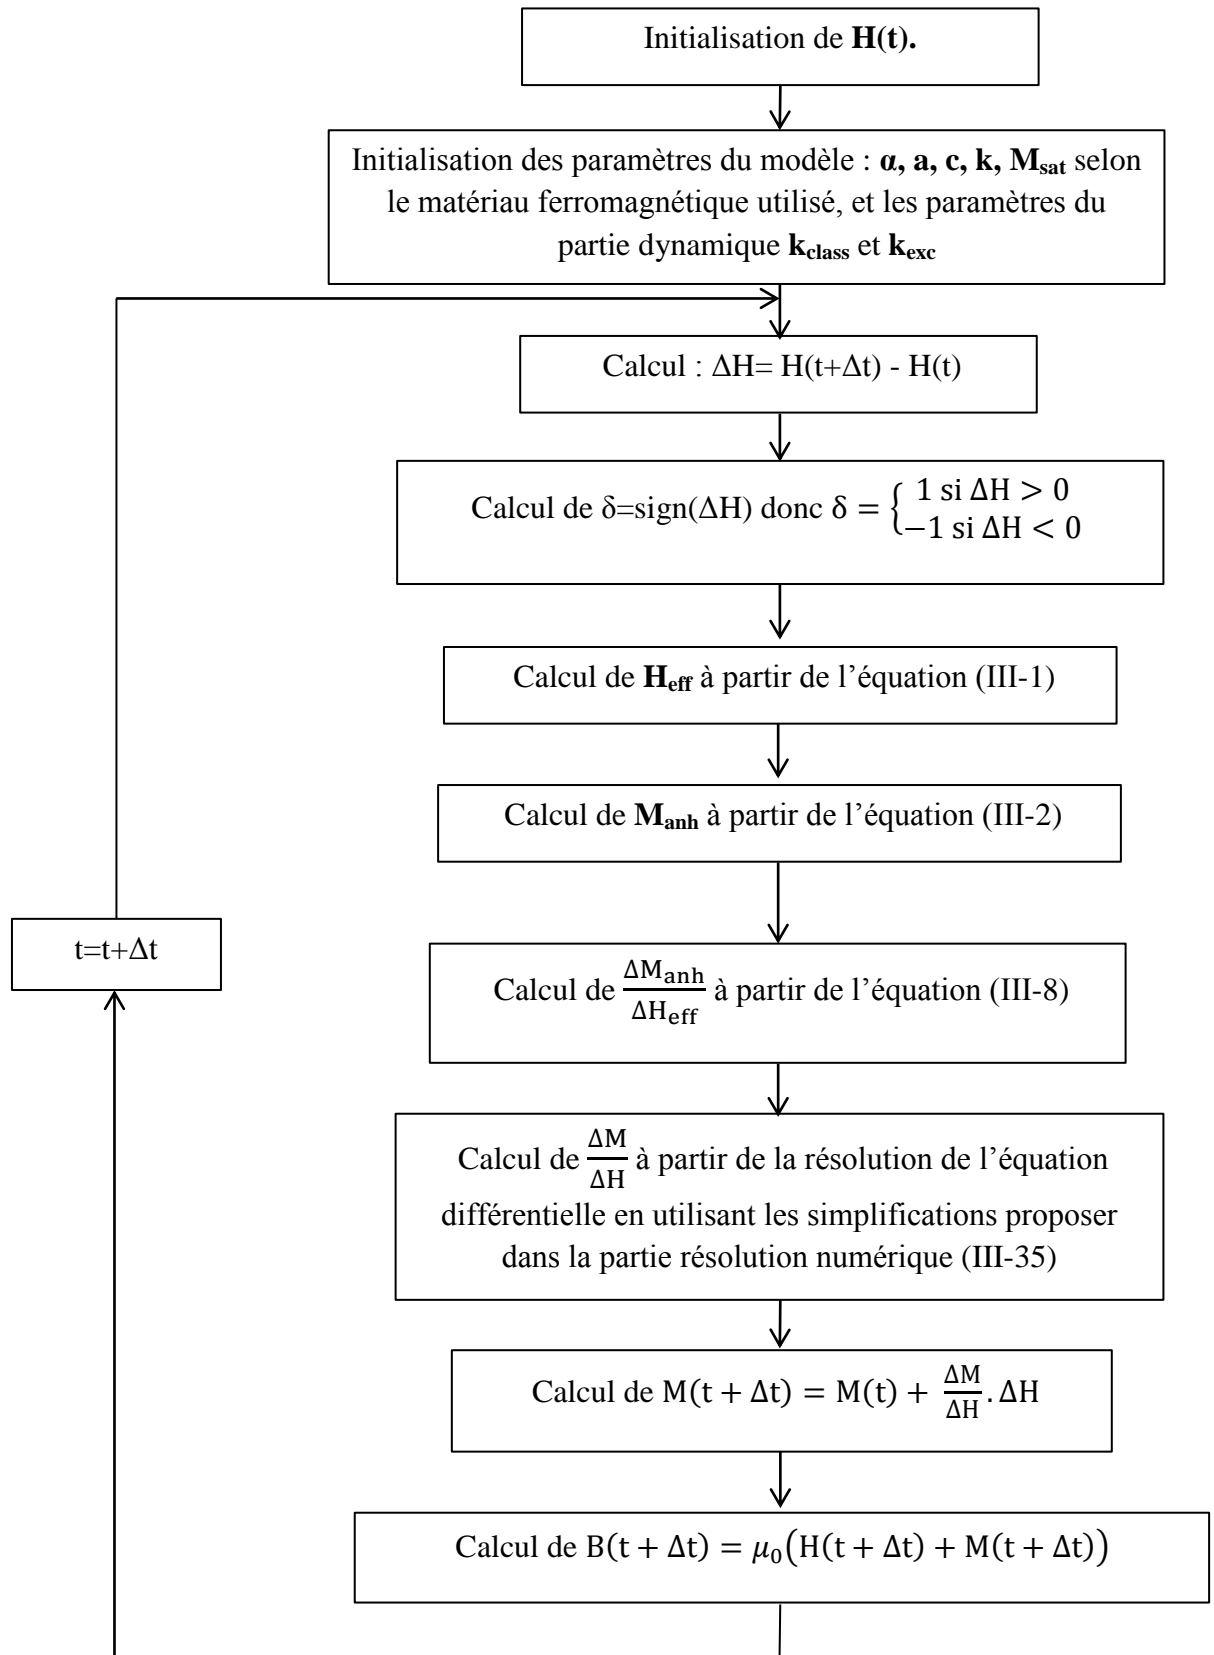 Initialisation de H(t).
Initialisation des paramètres du modèle : α, a, c, k, Msat selon
le matériau ferromagnétique utilisé, et les paramètres du
partie dynamique kclass et kexc
Calcul : ΔH= H(t+Δt) - H(t)
Calcul de δ=sign(ΔH) donc δ = { 1 si ΔH > 0
−1 si ΔH < 0
Calcul de Heff à partir de l’équation (III-1)
Calcul de Manh à partir de l’équation (III-2)
t=t+Δt
Calcul de ΔManh/ΔHeff à partir de l’équation (III-8)
Calcul de ΔM/ΔH à partir de la résolution de l’équation
différentielle en utilisant les simplifications proposer
dans la partie résolution numérique (III-35)
Calcul de M(t + Δt) = M(t) + ΔM/ΔH . ΔH
Calcul de B(t + Δt) = μ0(H(t + Δt) + M(t + Δt))